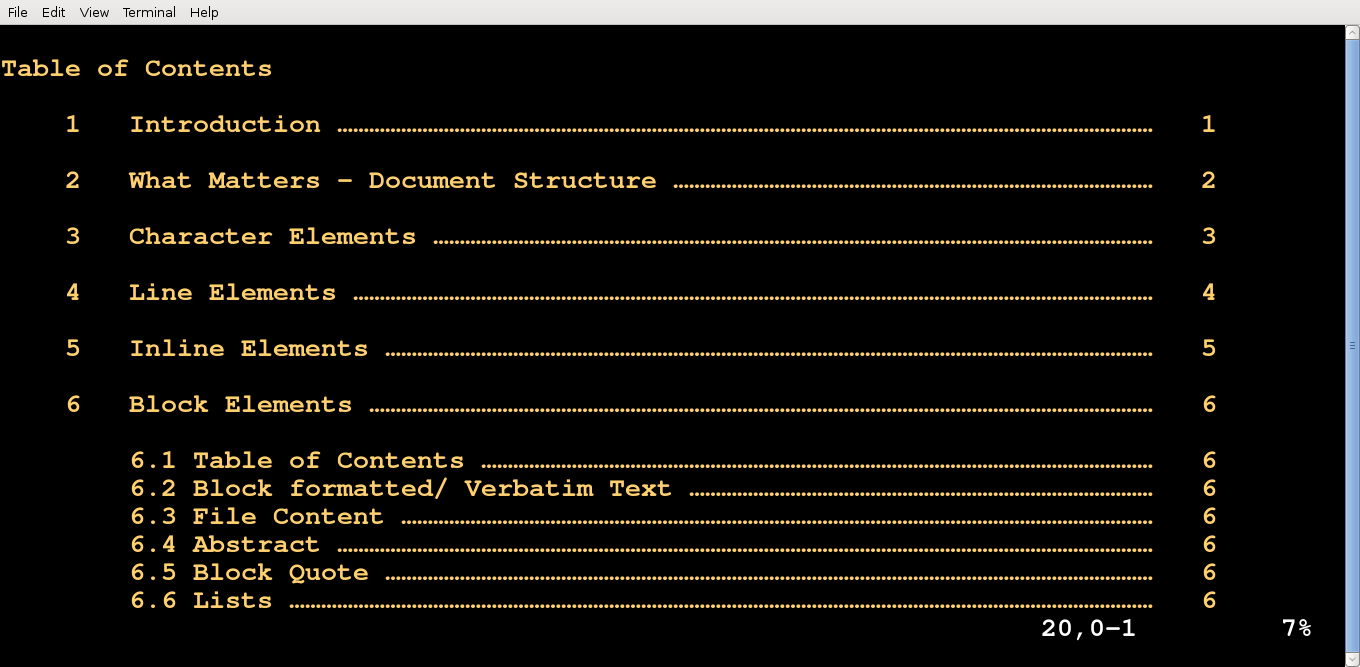 File Edit View Terminal Help
Table of Contents
1 Introduction …………………………………………………………………………………………………………………………………………… 1
2 What Matters – Document Structure ………………………………………………………………………………… 2
3 Character Elements ………………………………………………………………………………………………………………………… 3
4 Line Elements ………………………………………………………………………………………………………………………………………… 4
5 Inline Elements ………………………………………………………………………………………………………………………………… 5
6 Block Elements …………………………………………………………………………………………………………………………………… 6
6.1 Table of Contents ………………………………………………………………………………………………………………… 6
6.2 Block formatted/ Verbatim Text ……………………………………………………………………………… 6
6.3 File Content ……………………………………………………………………………………………………………………………… 6
6.4 Abstract …………………………………………………………………………………………………………………………………………… 6
6.5 Block Quote ………………………………………………………………………………………………………………………………… 6
6.6 Lists …………………………………………………………………………………………………………………………………………………… 6
20,0–1 7%